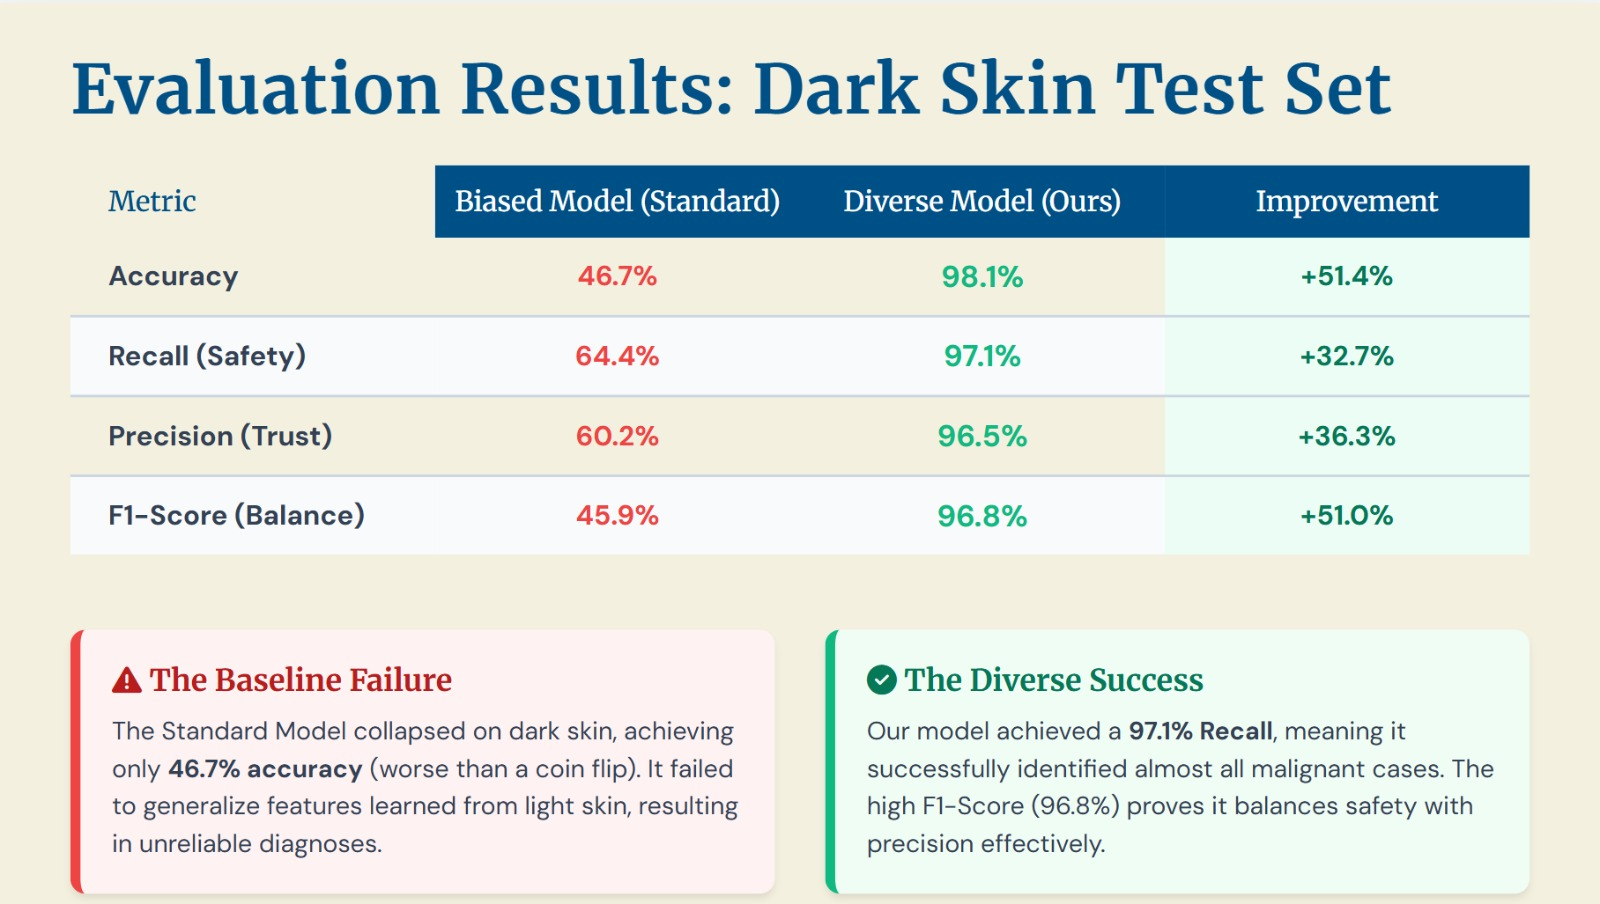 Evaluation Results: Dark Skin Test Set
Metric Biased Model (Standard) Diverse Model (Ours) Improvement
Accuracy 46.7% 98.1% +51.4%
Recall (Safety) 64.4% 97.1% +32.7%
Precision (Trust) 60.2% 96.5% +36.3%
F1-Score (Balance) 45.9% 96.8% +51.0%
The Baseline Failure
The Standard Model collapsed on dark skin, achieving
only 46.7% accuracy (worse than a coin flip). It failed
to generalize features learned from light skin, resulting
in unreliable diagnoses.
The Diverse Success
Our model achieved a 97.1% Recall, meaning it
successfully identified almost all malignant cases. The
high F1-Score (96.8%) proves it balances safety with
precision effectively.